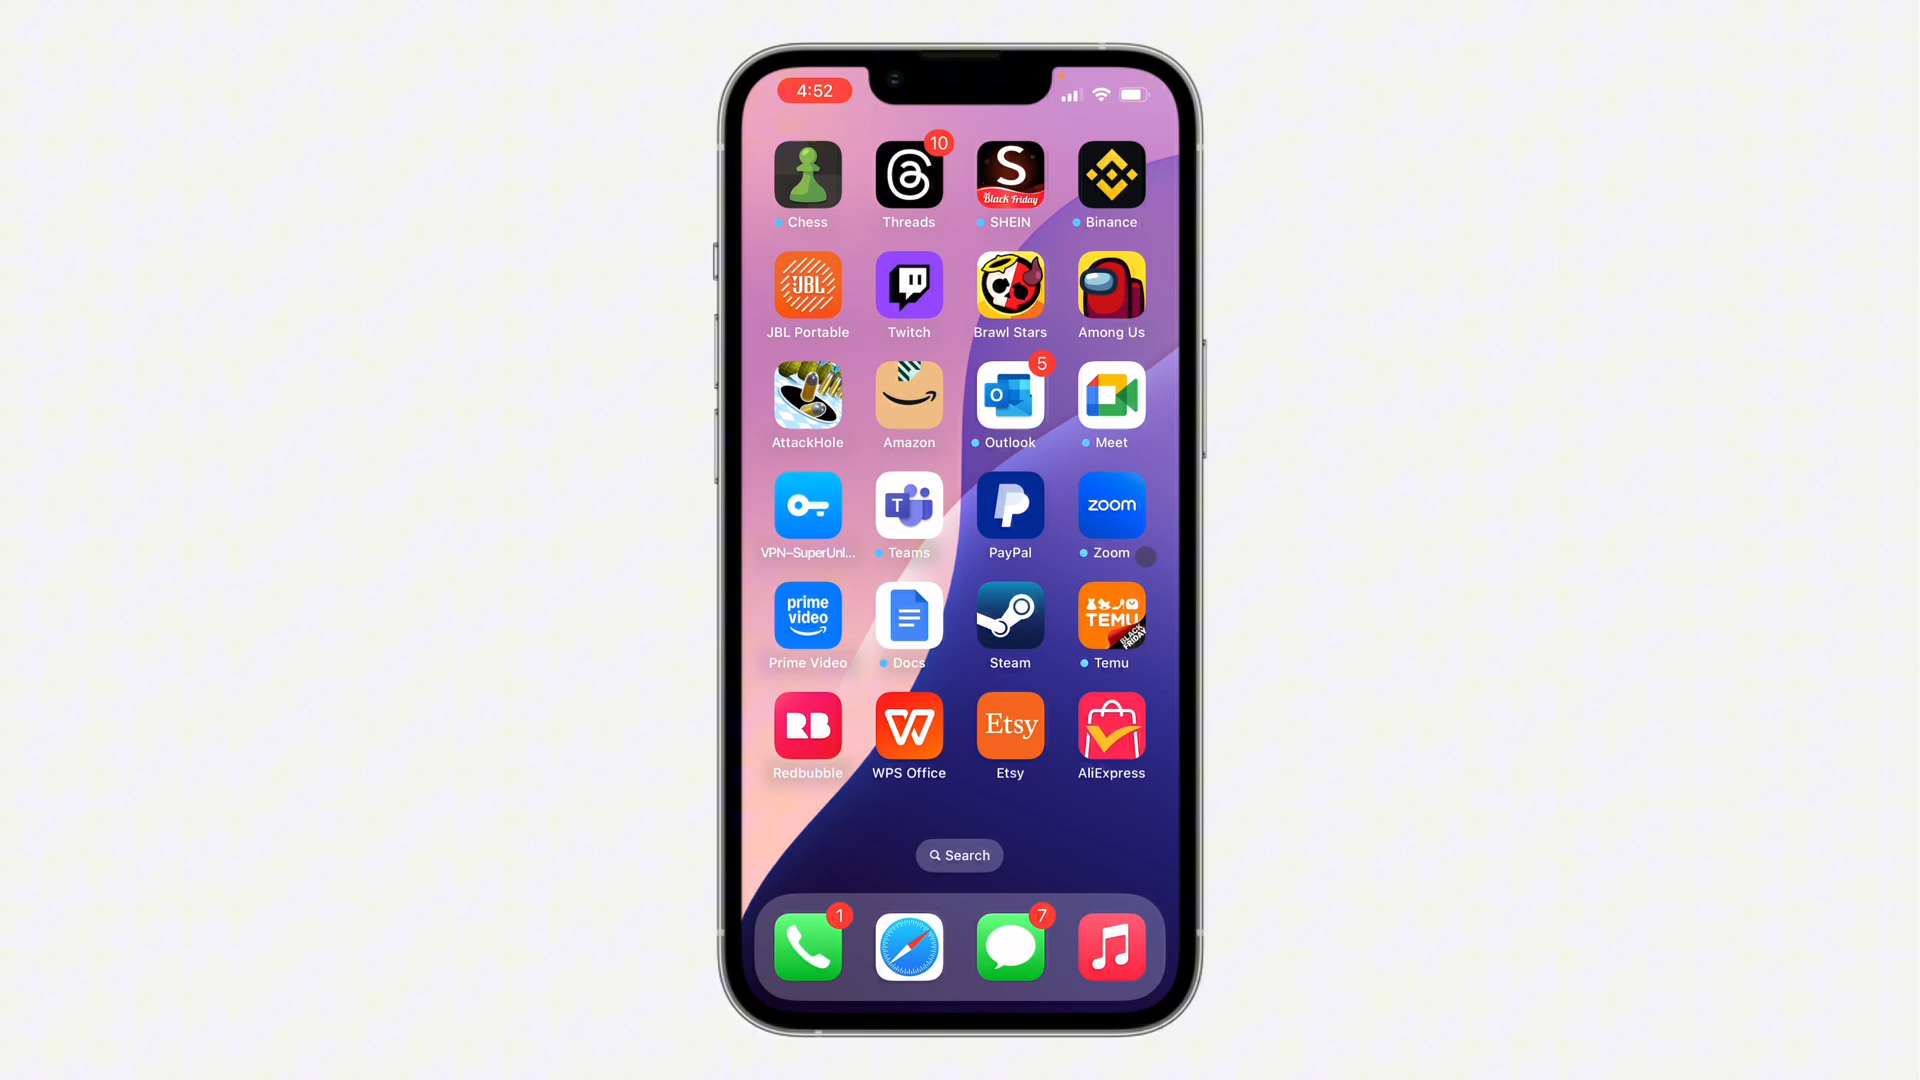 4:52
10
S
Black Friday
Chess
Threads
SHEIN
Binance
JBL
JBL Portable
Twitch
Brawl Stars
Among Us
5
O
AttackHole
Amazon
Outlook
Meet
T
zoom
VPN–SuperUnl...
Teams
PayPal
Zoom
prime
video
TEMU
BLACK
FRIDAY
Prime Video
Docs
Steam
Temu
RB
W
Etsy
Redbubble
WPS Office
Etsy
AliExpress
Search
1
7